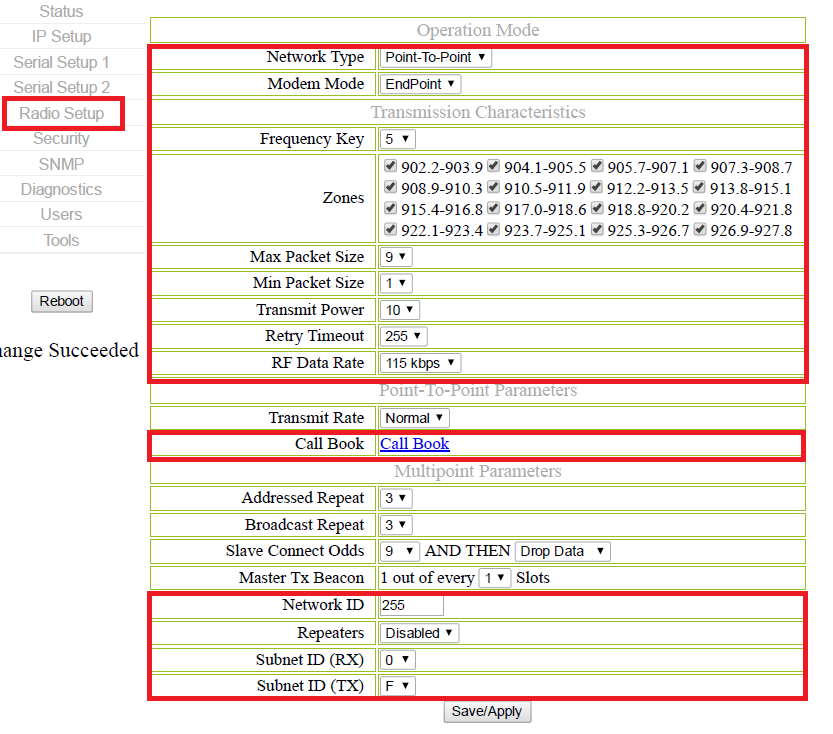 Status
IP Setup
Serial Setup 1
Serial Setup 2
Radio Setup
Security
SNMP
Diagnostics
Users
Tools
Reboot
ange Succeeded
Operation Mode
Network Type Point-To-Point
Modem Mode EndPoint
Transmission Characteristics
Frequency Key 5
Zones
902.2-903.9 904.1-905.5 905.7-907.1 907.3-908.7
908.9-910.3 910.5-911.9 912.2-913.5 913.8-915.1
915.4-916.8 917.0-918.6 918.8-920.2 920.4-921.8
922.1-923.4 923.7-925.1 925.3-926.7 926.9-927.8
Max Packet Size 9
Min Packet Size 1
Transmit Power 10
Retry Timeout 255
RF Data Rate 115 kbps
Point-To-Point Parameters
Transmit Rate Normal
Call Book Call Book
Multipoint Parameters
Addressed Repeat 3
Broadcast Repeat 3
Slave Connect Odds 9 AND THEN Drop Data
Master Tx Beacon 1 out of every 1 Slots
Network ID 255
Repeaters Disabled
Subnet ID (RX) 0
Subnet ID (TX) F
Save/Apply